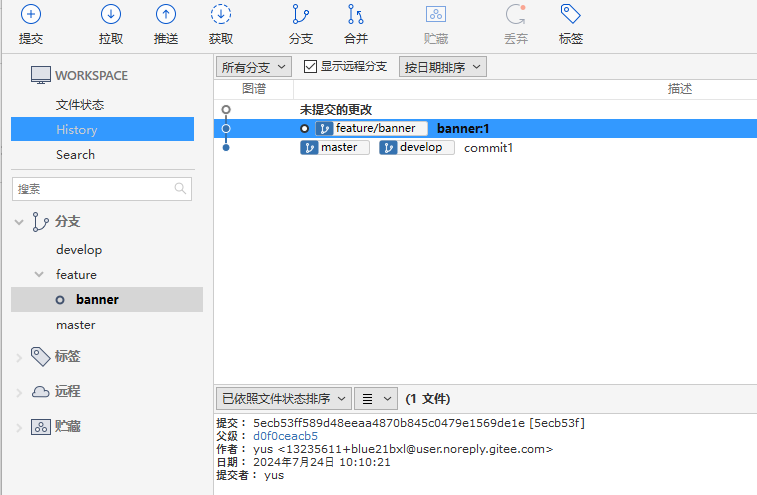 提交 拉取 推送 获取 分支 合并 贮藏 丢弃 标签
WORKSPACE
文件状态
History
Search
搜索
分支
develop
feature
banner
master
标签
远程
贮藏
所有分支 显示远程分支 按日期排序
图谱 描述
未提交的更改
feature/banner banner:1
master develop commit1
已依照文件状态排序 (1 文件)
提交: 5ecb53ff589d48eeaa4870b845c0479e1569de1e [5ecb53f]
父级: d0f0ceacb5
作者: yus <13235611+blue21bxl@user.noreply.gitee.com>
日期: 2024年7月24日 10:10:21
提交者: yus